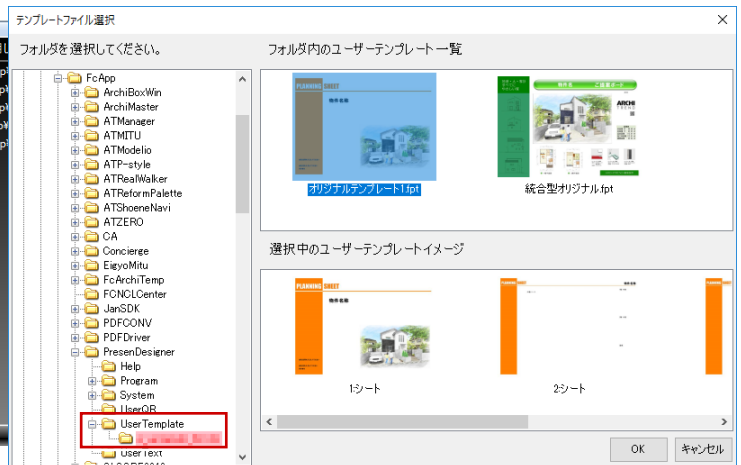 テンプレートファイル選択
フォルダを選択してください。
フォルダ内のユーザーテンプレート一覧
FcApp
ArchiBoxWin
ArchiMaster
ATManager
ATMITU
ATModelio
ATP-style
ATRealWalker
ATReformPalette
ATShoeneNavi
ATZERO
CA
Concierge
EigyoMitu
FcArchiTemp
FCNCLCenter
JanSDK
PDFCONV
PDFDriver
PresenDesigner
Help
Program
System
UserQR
UserTemplate
UserText
PLANNING SHEET
物件名称
オリジナルテンプレート1.fpt
物件名
ARCHI
TREND
統合型オリジナル.fpt
選択中のユーザーテンプレートイメージ
PLANNING SHEET
物件名称
1シート
2シート
OK
キャンセル